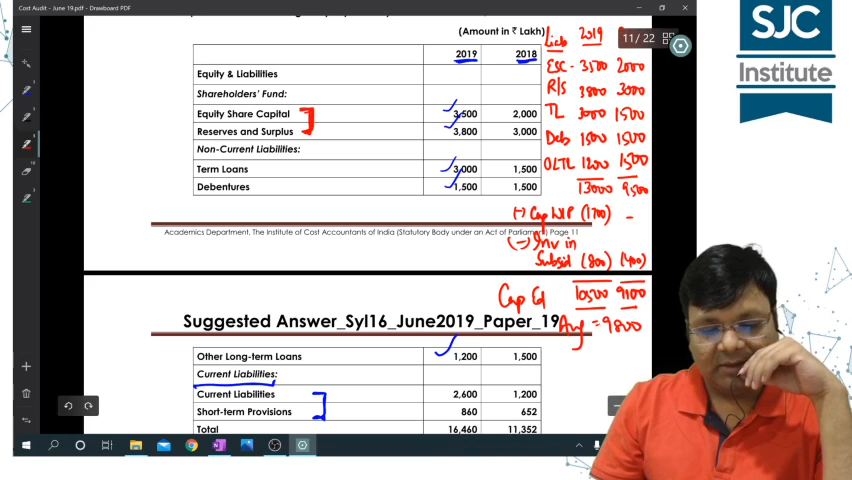 Cost Audit - June 19.pdf - Drawboard PDF
11 / 22
SJC
Institute
(Amount in ₹ Lakh)
2019 2018
Equity & Liabilities
Shareholders' Fund:
Equity Share Capital 3,500 2,000
Reserves and Surplus 3,800 3,000
Non-Current Liabilities:
Term Loans 3,000 1,500
Debentures 1,500 1,500
Academics Department, The Institute of Cost Accountants of India (Statutory Body under an Act of Parliament) Page 11
Liab 2019
ESC - 3500 2000
R/S 3800 3000
TL 3000 1500
Deb 1500 1500
OLTL 1200 1500
13000 9500
(-) Cap WIP (1700) -
(-) Inv in
Subsid (800) (400)
Cap Ed 10500 9100
Avg = 9800
Suggested Answer_Syl16_June2019_Paper_19
Other Long-term Loans 1,200 1,500
Current Liabilities:
Current Liabilities 2,600 1,200
Short-term Provisions 860 652
Total 16,460 11,352